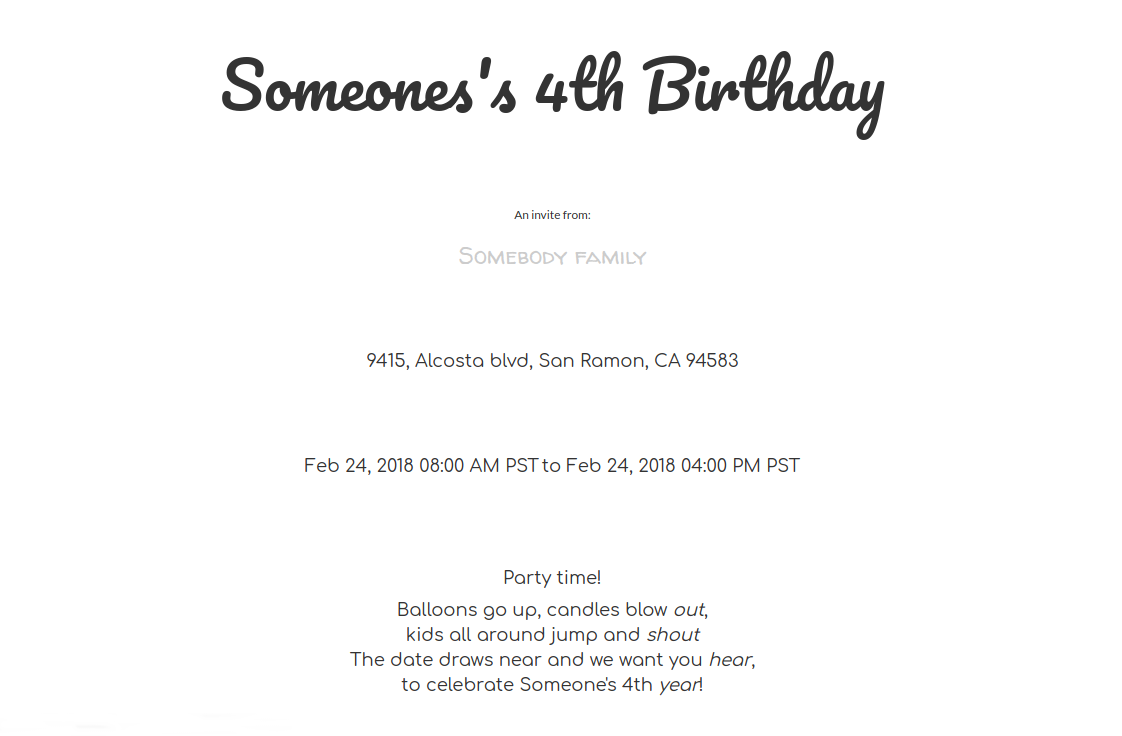 Someones's 4th Birthday
An invite from:
Somebody family
9415, Alcosta blvd, San Ramon, CA 94583
Feb 24, 2018 08:00 AM PST to Feb 24, 2018 04:00 PM PST
Party time!
Balloons go up, candles blow out,
kids all around jump and shout
The date draws near and we want you hear,
to celebrate Someone's 4th year!